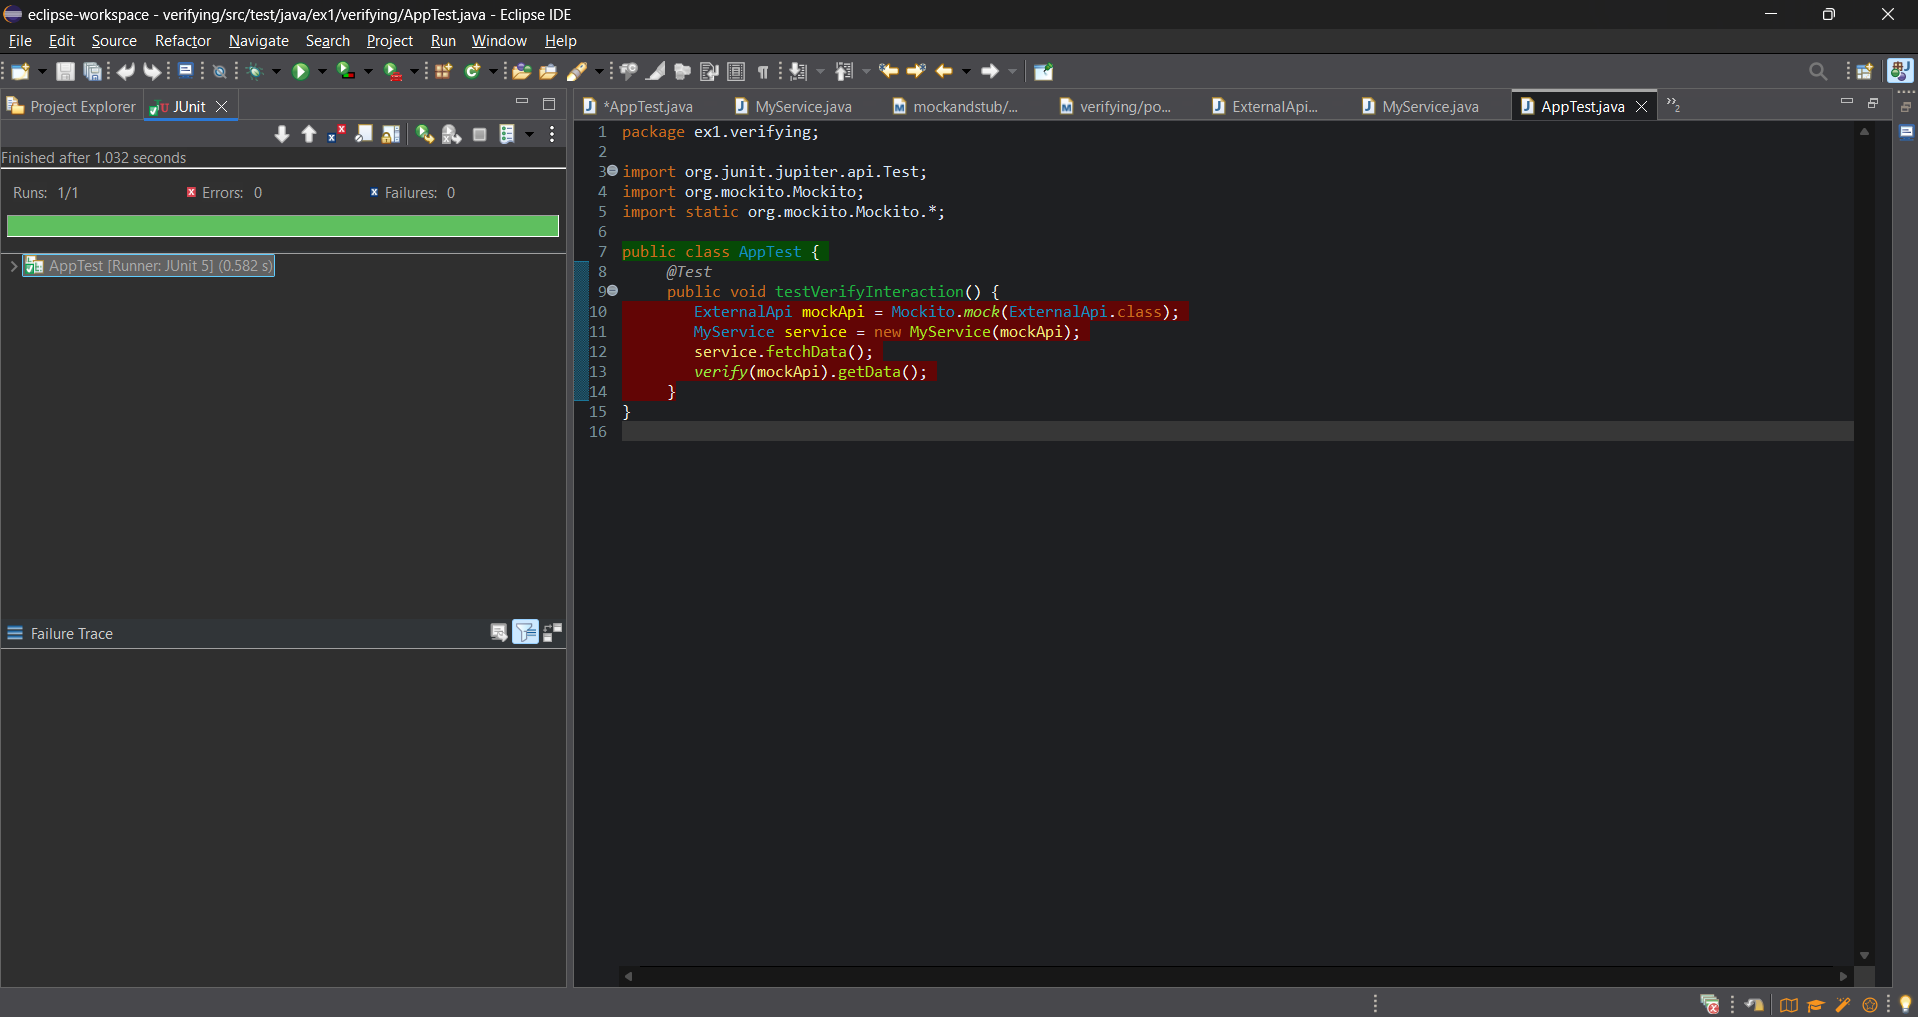 eclipse-workspace - verifying/src/test/java/ex1/verifying/AppTest.java - Eclipse IDE
File Edit Source Refactor Navigate Search Project Run Window Help
Project Explorer JUnit
*AppTest.java MyService.java mockandstub/... verifying/po... ExternalApi... MyService.java AppTest.java »2
Finished after 1.032 seconds
Runs: 1/1 Errors: 0 Failures: 0
AppTest [Runner: JUnit 5] (0.582 s)
Failure Trace
1 package ex1.verifying;
2
3 import org.junit.jupiter.api.Test;
4 import org.mockito.Mockito;
5 import static org.mockito.Mockito.*;
6
7 public class AppTest {
8 @Test
9 public void testVerifyInteraction() {
10 ExternalApi mockApi = Mockito.mock(ExternalApi.class);
11 MyService service = new MyService(mockApi);
12 service.fetchData();
13 verify(mockApi).getData();
14 }
15 }
16